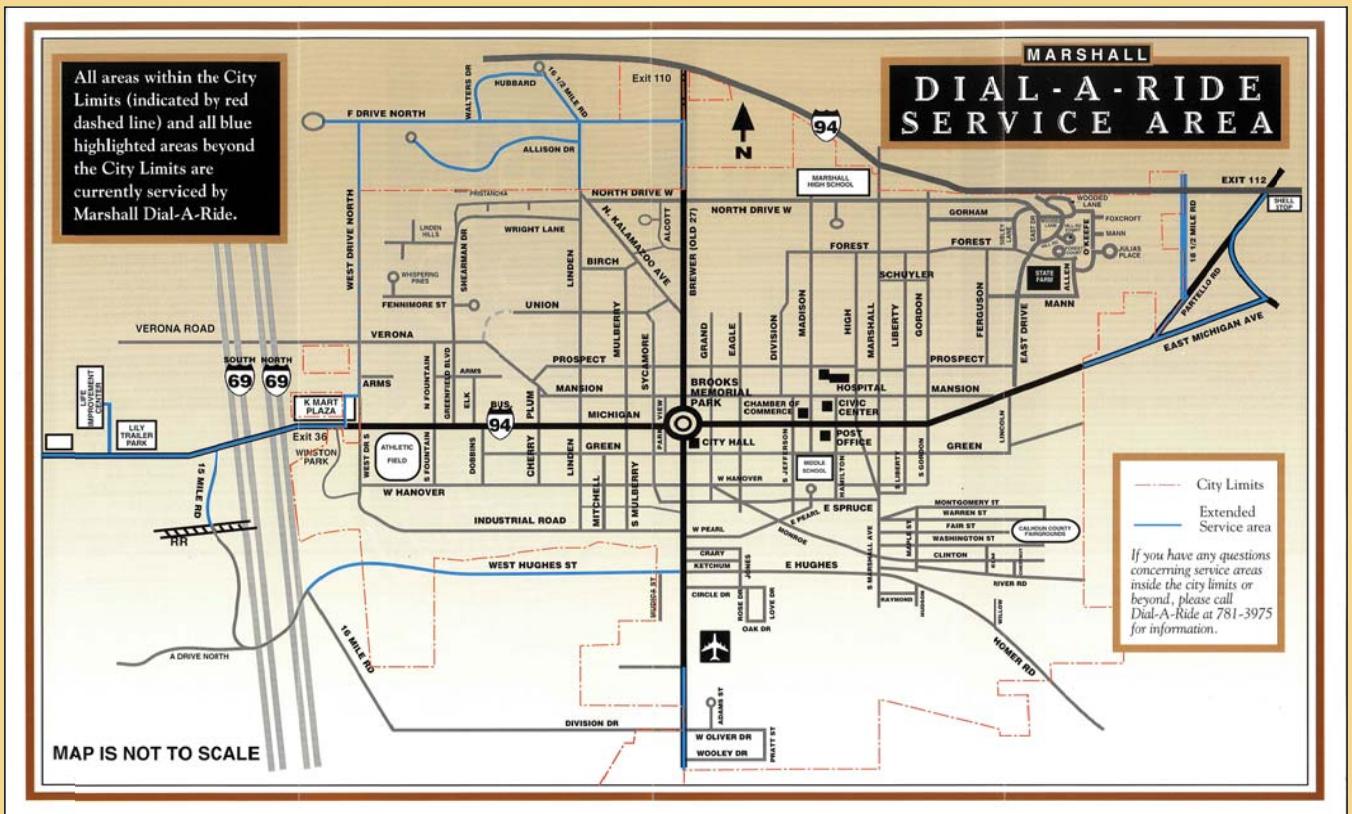 All areas within the City
Limits (indicated by red
dashed line) and all blue
highlighted areas beyond
the City Limits are
currently serviced by
Marshall Dial-A-Ride.
MARSHALL
DIAL-A-RIDE
SERVICE AREA
Exit 110
94
N
WALTERS DR
HUBBARD
16 1/2 MILE RD
F DRIVE NORTH
ALLISON DR
MARSHALL
HIGH SCHOOL
EXIT 112
SHELL
STOP
PRISTANCHA
NORTH DRIVE W
NORTH DRIVE W
WOODED
LANE
GORHAM
FOXCROFT
MANN
JULIAS
PLACE
O'KEEFE
EAST DR
SIBLEY
LANE
FOREST
FOREST
STATE
FARM
ALLEN
MANN
16 1/2 MILE RD
PARTELLO RD
EAST MICHIGAN AVE
WEST DRIVE NORTH
LINDEN
HILLS
WHISPERING
PINES
SHEARMAN DR
WRIGHT LANE
LINDEN
N. KALAMAZOO AVE
ALCOTT
BREWER (OLD 27)
BIRCH
FENNIMORE ST
UNION
MULBERRY
SYCAMORE
GRAND
EAGLE
DIVISION
MADISON
HIGH
MARSHALL
SCHUYLER
LIBERTY
GORDON
FERGUSON
EAST DRIVE
VERONA ROAD
VERONA
SOUTH
69
NORTH
69
PROSPECT
PROSPECT
ARMS
N FOUNTAIN
GREENFIELD BLVD
ARMS
ELK
PLUM
MANSION
BROOKS
MEMORIAL
PARK
HOSPITAL
MANSION
LIFE
IMPROVEMENT
CENTER
LILY
TRAILER
PARK
K MART
PLAZA
BUS.
94
MICHIGAN
PARK VIEW
CHAMBER OF
COMMERCE
CIVIC
CENTER
Exit 36
WINSTON
PARK
WEST DR S
ATHLETIC
FIELD
S FOUNTAIN
DOBBINS
CHERRY
LINDEN
GREEN
CITY HALL
POST
OFFICE
LINCOLN
GREEN
S JEFFERSON
MIDDLE
SCHOOL
HAMILTON
S LIBERTY
S GORDON
15 MILE RD
W HANOVER
MITCHELL
S MULBERRY
W HANOVER
INDUSTRIAL ROAD
W PEARL
E PEARL
E SPRUCE
MONROE
RR
MONTGOMERY ST
WARREN ST
FAIR ST
WASHINGTON ST
CLINTON
CALHOUN COUNTY
FAIRGROUNDS
S MARSHALL AVE
MAPLE ST
RIVER RD
CRARY
KETCHUM
JONES
E HUGHES
WEST HUGHES ST
CIRCLE DR
ROSE DR
LOVE DR
OAK DR
RAYMOND
HUDSON
WILLOW
HOMER RD
A DRIVE NORTH
16 MILE RD
DIVISION DR
ADAMS ST
W OLIVER DR
WOOLEY DR
PRATT ST
MAP IS NOT TO SCALE
City Limits
Extended
Service area
If you have any questions
concerning service areas
inside the city limits or
beyond, please call
Dial-A-Ride at 781-3975
for information.